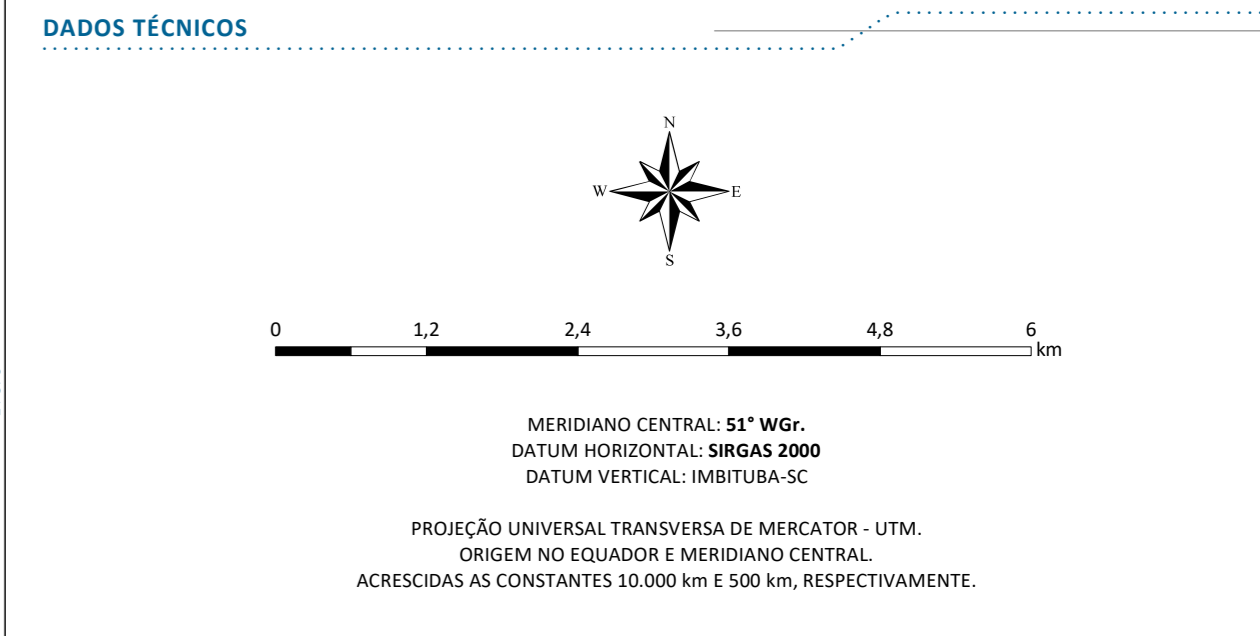 DADOS TÉCNICOS
N
W E
S
0 1,2 2,4 3,6 4,8 6
km
MERIDIANO CENTRAL: 51° WGr.
DATUM HORIZONTAL: SIRGAS 2000
DATUM VERTICAL: IMBITUBA-SC
PROJEÇÃO UNIVERSAL TRANSVERSA DE MERCATOR - UTM.
ORIGEM NO EQUADOR E MERIDIANO CENTRAL.
ACRESCIDAS AS CONSTANTES 10.000 km E 500 km, RESPECTIVAMENTE.